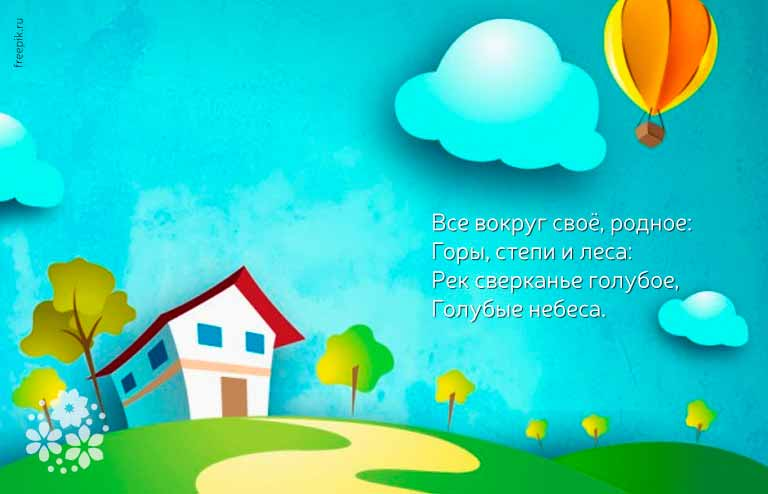 freepik.ru
Все вокруг своё, родное:
Горы, степи и леса:
Рек сверканье голубое,
Голубые небеса.